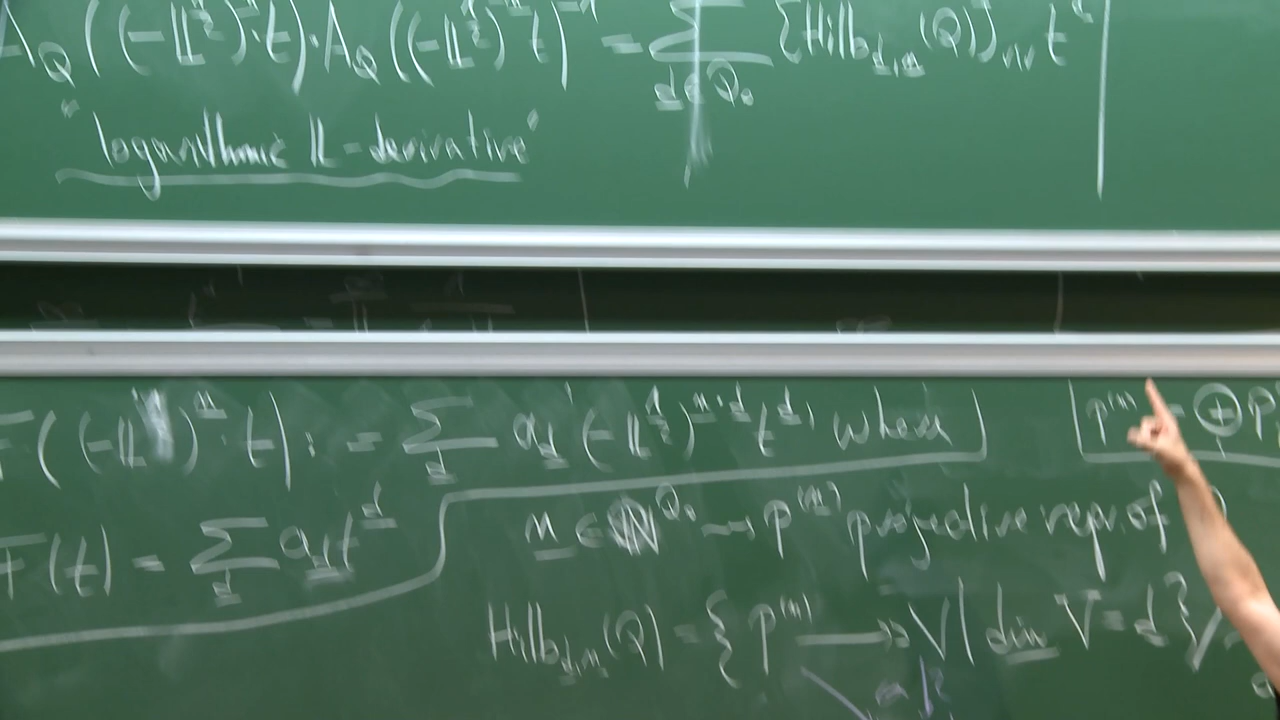 A_Q((-𝕃^{1/2})^n·t)·A_Q((-𝕃^{1/2})^{-n}t)^{-1} = Σ_{d∈Q_0} [Hilb_{d,n}(Q)]_{vir} t^d
"logarithmic 𝕃-derivative"
F((-𝕃^{1/2})^n·t) := Σ_d a_d (-𝕃^{1/2})^{n·d} t^d, where
P^{(n)} = ⊕ P
F(t) = Σ_d a_d t^d
n ∈ ℕ^{Q_0} ⇝ P^{(n)} projective repr. of
Hilb_{d,n}(Q) = {P^{(n)} ↠ V | dim V = d}/